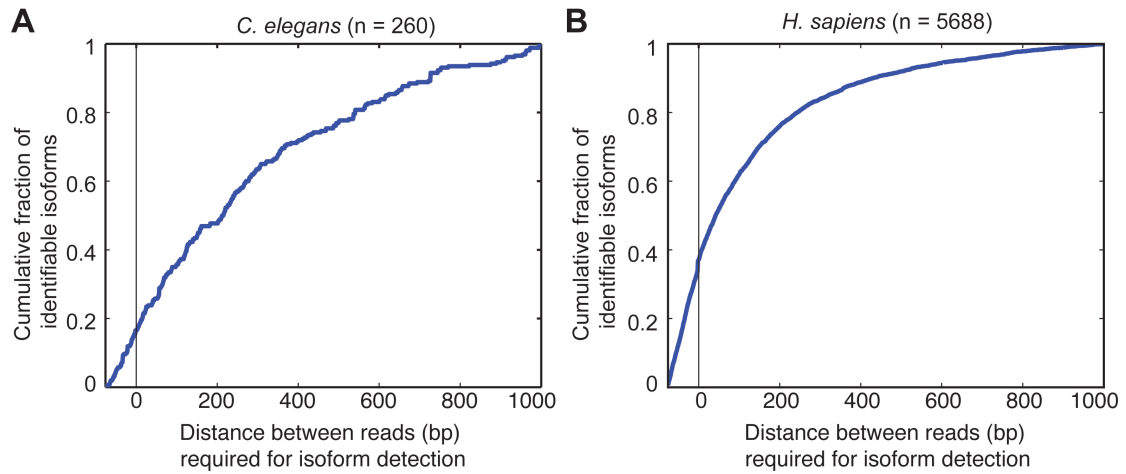 A
C. elegans (n = 260)
Cumulative fraction of
identifiable isoforms
1
0.8
0.6
0.4
0.2
0
0 200 400 600 800 1000
Distance between reads (bp)
required for isoform detection
B
H. sapiens (n = 5688)
Cumulative fraction of
identifiable isoforms
1
0.8
0.6
0.4
0.2
0
0 200 400 600 800 1000
Distance between reads (bp)
required for isoform detection